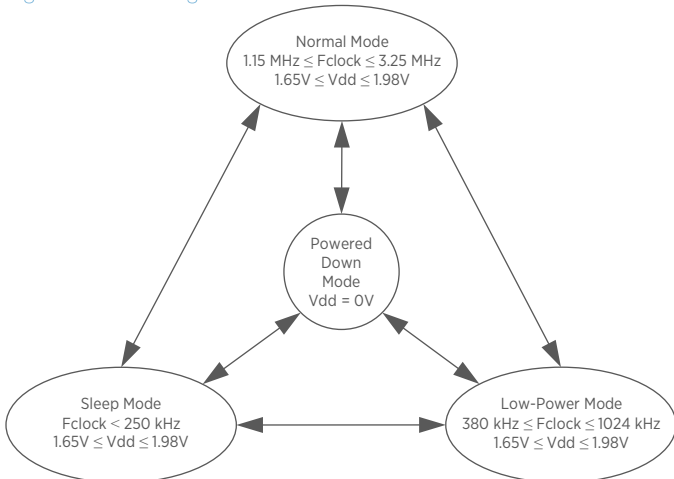 Normal Mode
1.15 MHz ≤ Fclock ≤ 3.25 MHz
1.65V ≤ Vdd ≤ 1.98V
Powered
Down
Mode
Vdd = 0V
Sleep Mode
Fclock < 250 kHz
1.65V ≤ Vdd ≤ 1.98V
Low-Power Mode
380 kHz ≤ Fclock ≤ 1024 kHz
1.65V ≤ Vdd ≤ 1.98V